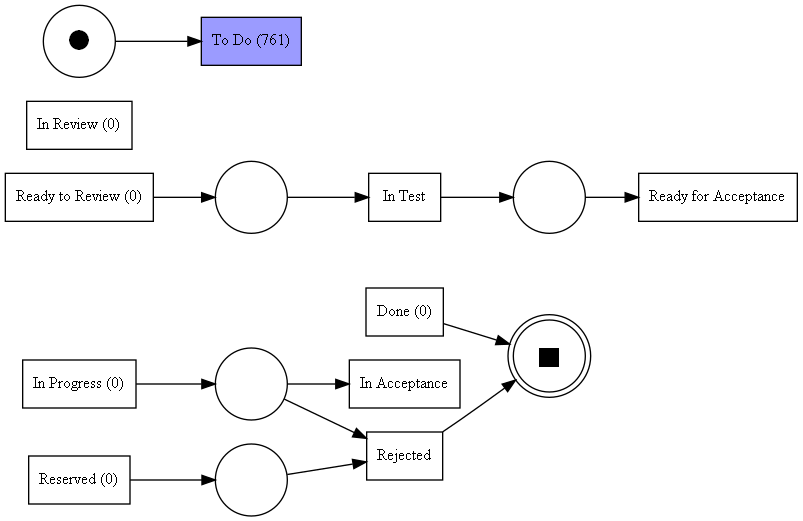 To Do (761)
In Review (0)
Ready to Review (0)
In Test
Ready for Acceptance
Done (0)
In Progress (0)
In Acceptance
Rejected
Reserved (0)